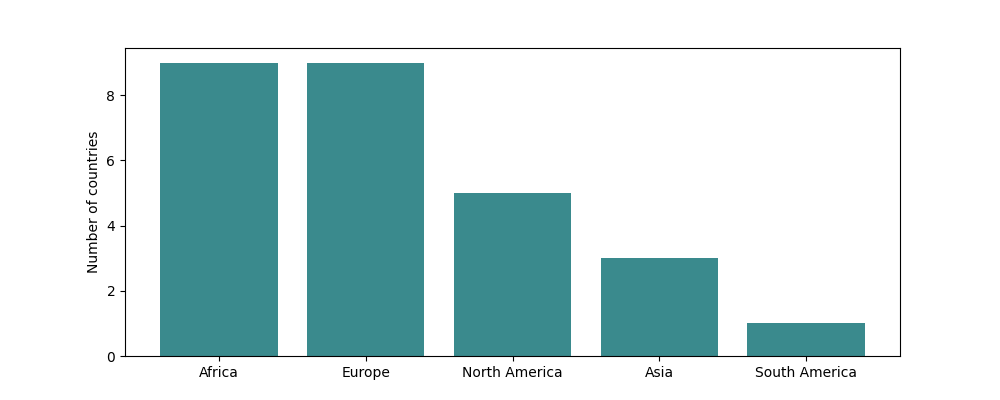 Number of countries
8
6
4
2
0
Africa
Europe
North America
Asia
South America